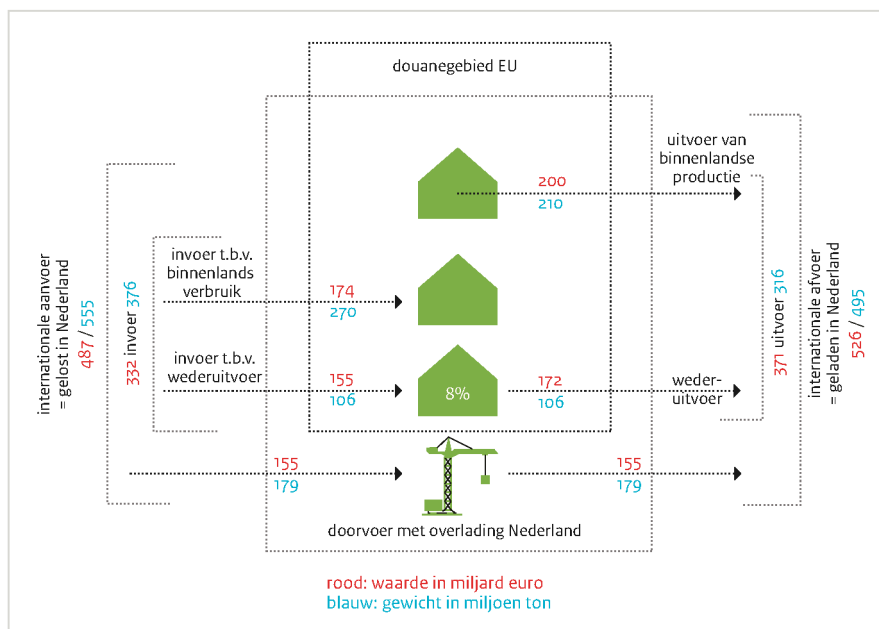 douanegebied EU
uitvoer van
binnenlandse
productie
200
210
invoer t.b.v.
binnenlands
verbruik
174
270
invoer t.b.v.
wederuitvoer
155
106
8%
172
106
weder-
uitvoer
155
179
155
179
doorvoer met overlading Nederland
internationale aanvoer
= gelost in Nederland
487 / 555
332 invoer 376
371 uitvoer 316
internationale afvoer
= geladen in Nederland
526 / 495
rood: waarde in miljard euro
blauw: gewicht in miljoen ton